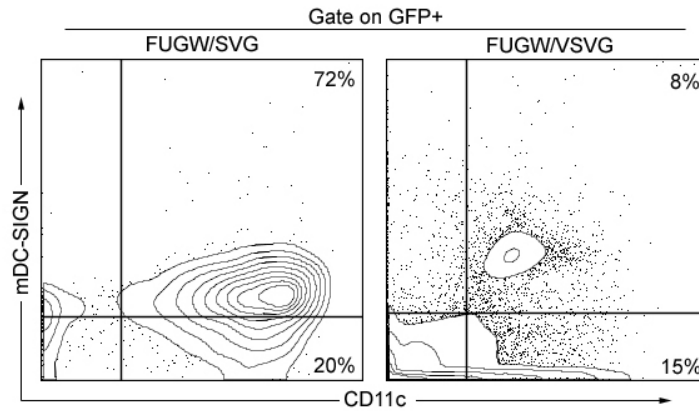 Gate on GFP+
FUGW/SVG FUGW/VSVG
72% 8%
mDC-SIGN
20% 15%
CD11c